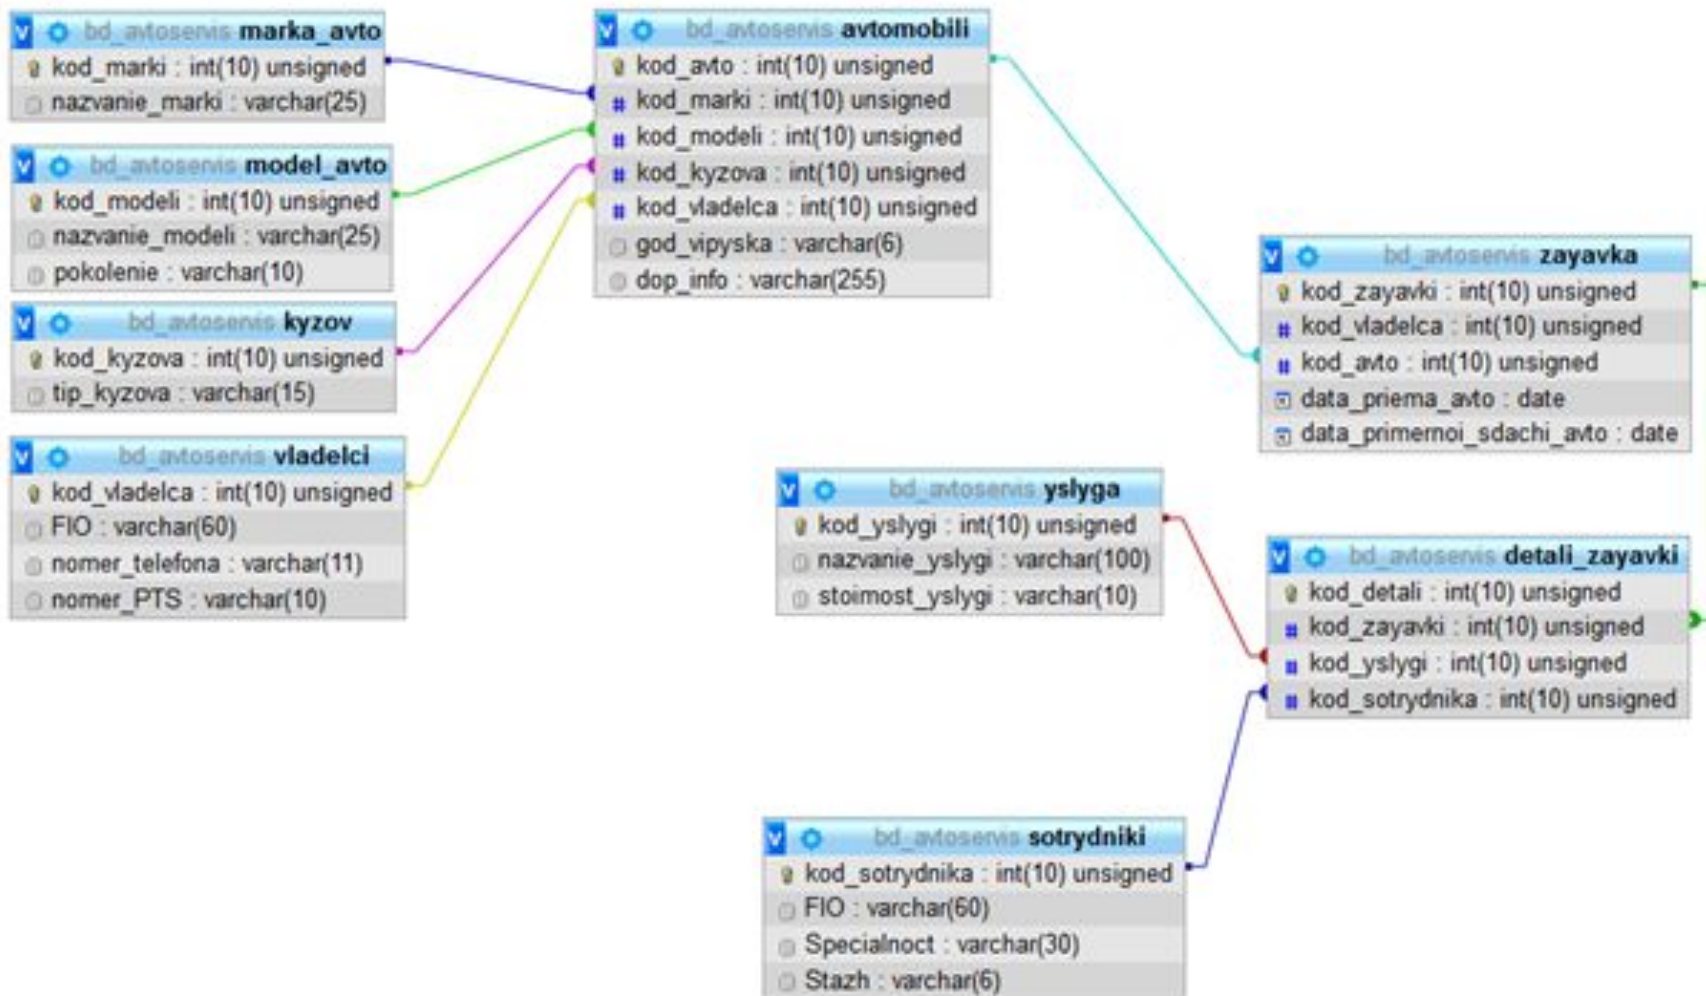 bd_avtoservis marka_avto
kod_marki : int(10) unsigned
nazvanie_marki : varchar(25)
bd_avtoservis model_avto
kod_modeli : int(10) unsigned
nazvanie_modeli : varchar(25)
pokolenie : varchar(10)
bd_avtoservis kyzov
kod_kyzova : int(10) unsigned
tip_kyzova : varchar(15)
bd_avtoservis vladelci
kod_vladelca : int(10) unsigned
FIO : varchar(60)
nomer_telefona : varchar(11)
nomer_PTS : varchar(10)
bd_avtoservis avtomobili
kod_avto : int(10) unsigned
kod_marki : int(10) unsigned
kod_modeli : int(10) unsigned
kod_kyzova : int(10) unsigned
kod_vladelca : int(10) unsigned
god_vipyska : varchar(6)
dop_info : varchar(255)
bd_avtoservis zayavka
kod_zayavki : int(10) unsigned
kod_vladelca : int(10) unsigned
kod_avto : int(10) unsigned
data_priema_avto : date
data_primernoi_sdachi_avto : date
bd_avtoservis yslyga
kod_yslygi : int(10) unsigned
nazvanie_yslygi : varchar(100)
stoimost_yslygi : varchar(10)
bd_avtoservis detali_zayavki
kod_detali : int(10) unsigned
kod_zayavki : int(10) unsigned
kod_yslygi : int(10) unsigned
kod_sotrydnika : int(10) unsigned
bd_avtoservis sotrydniki
kod_sotrydnika : int(10) unsigned
FIO : varchar(60)
Specialnoct : varchar(30)
Stazh : varchar(6)